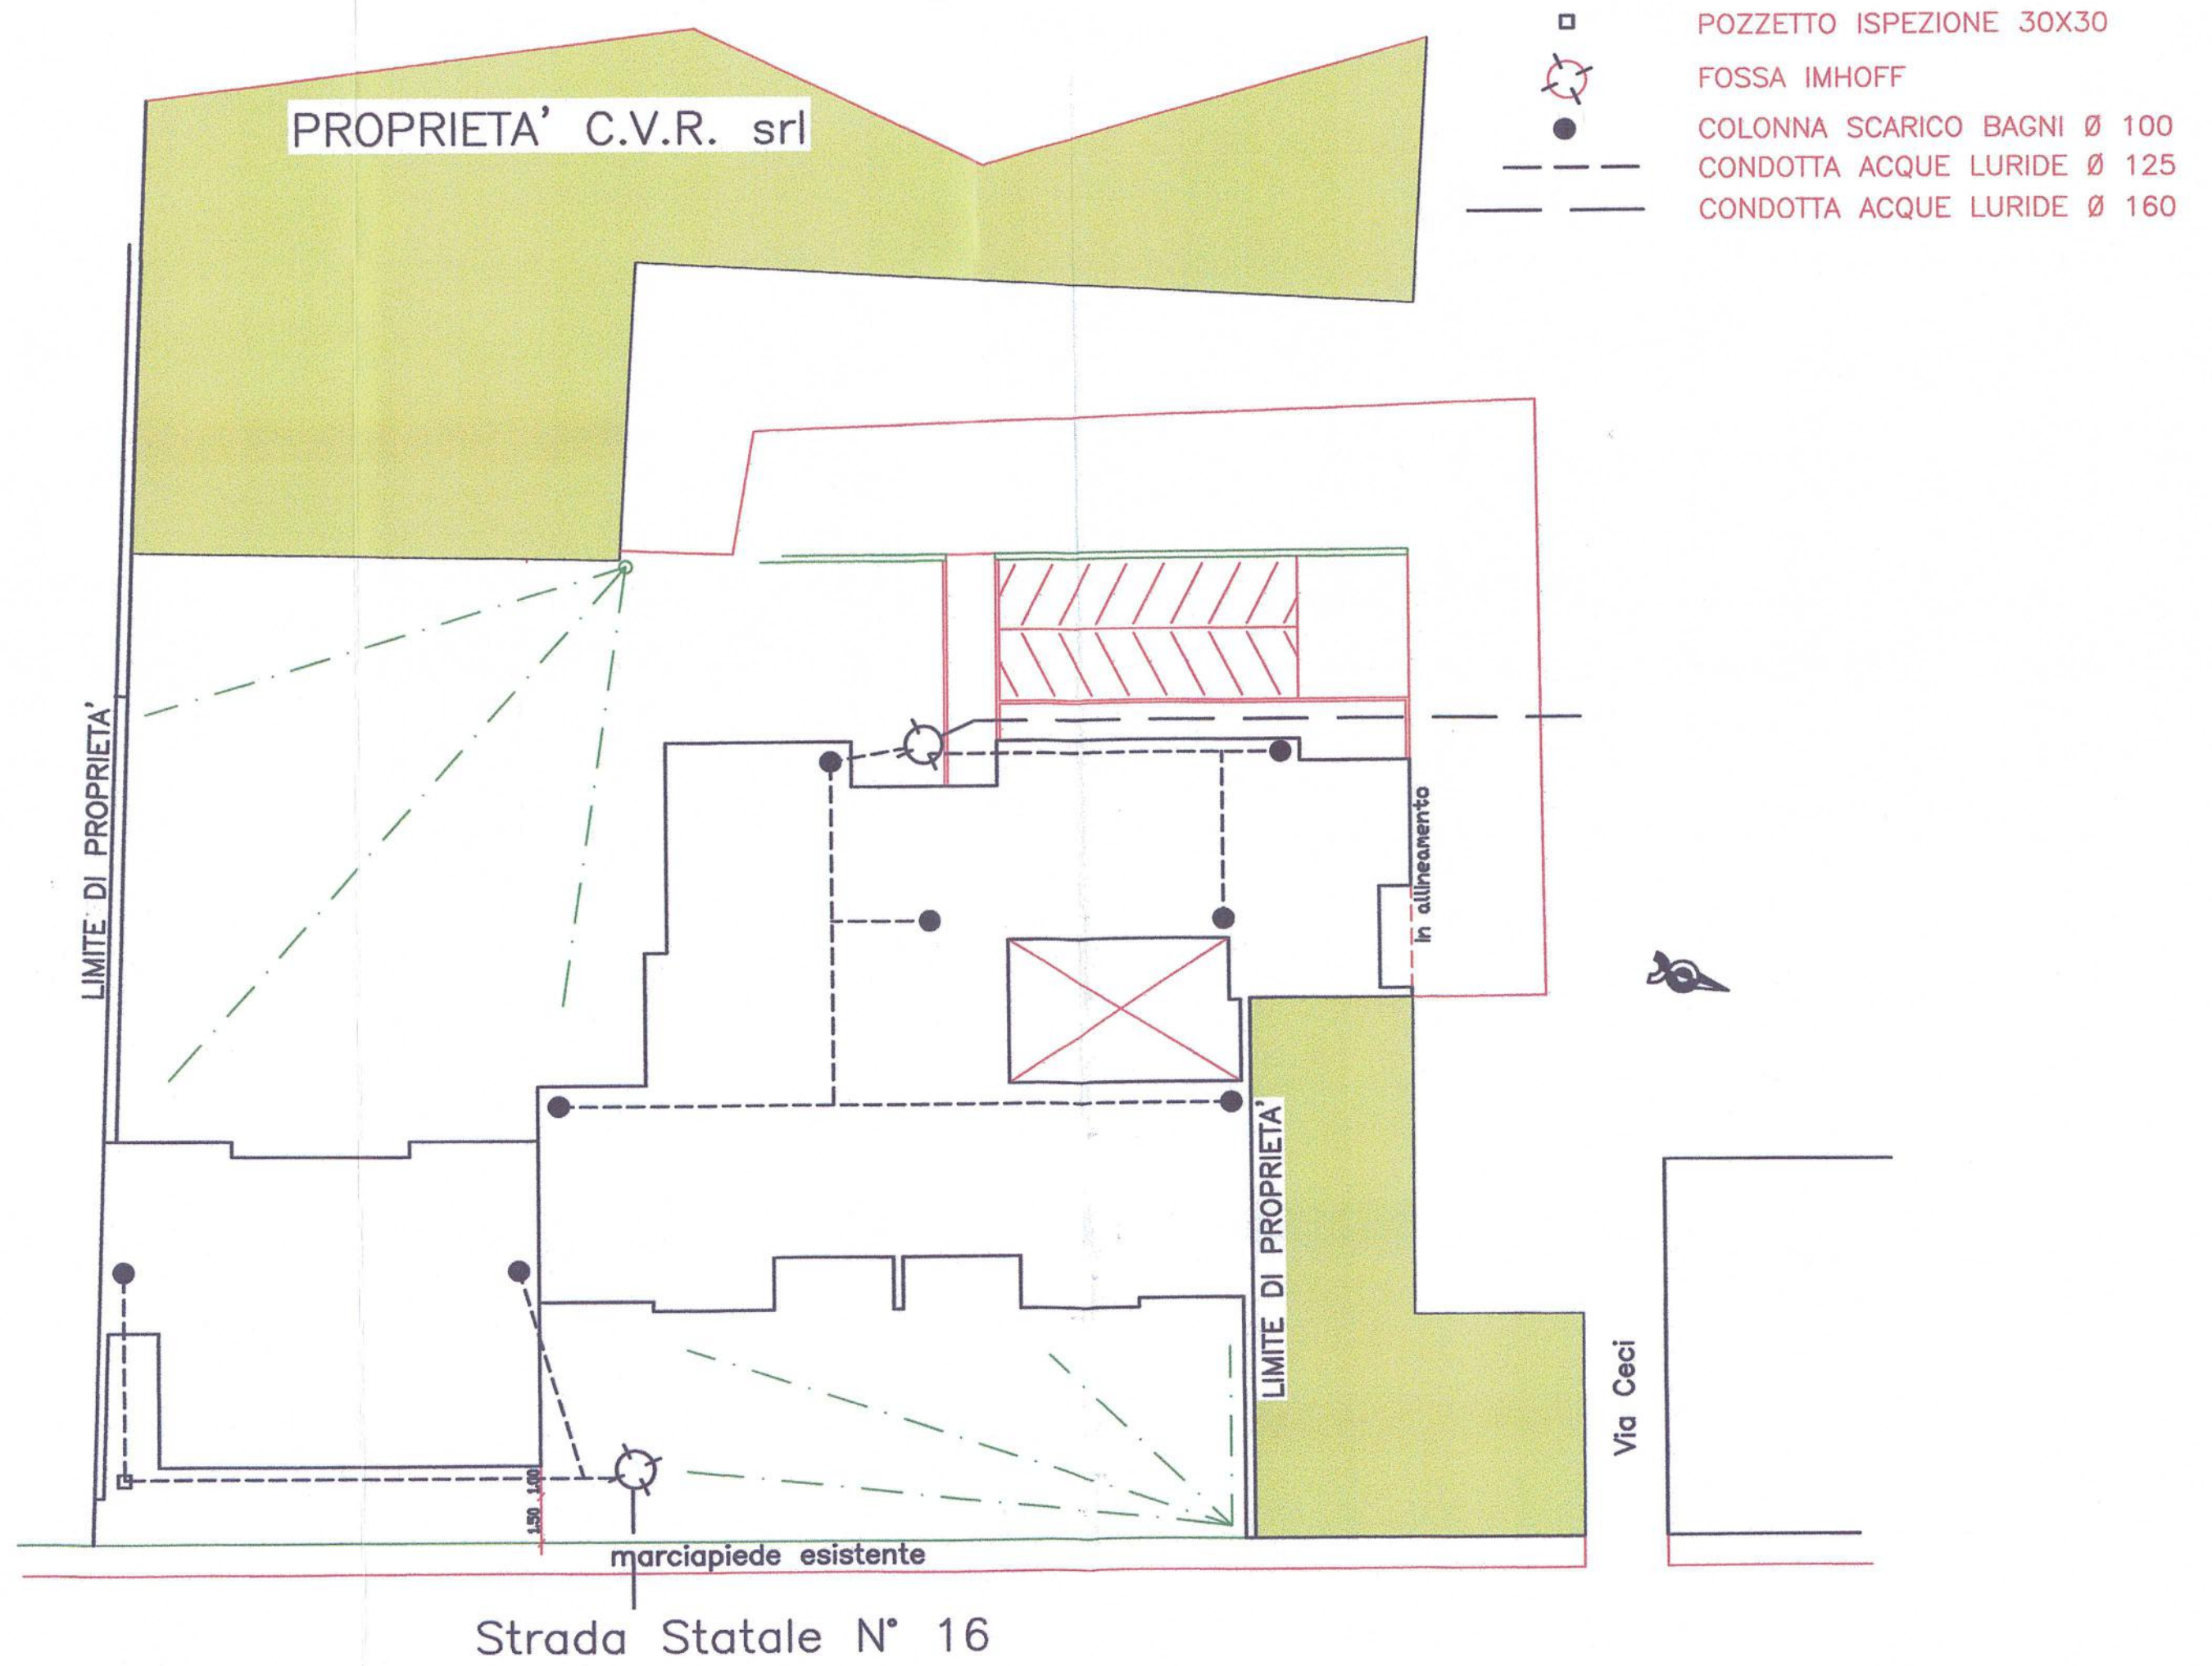 POZZETTO ISPEZIONE 30X30
FOSSA IMHOFF
COLONNA SCARICO BAGNI Ø 100
CONDOTTA ACQUE LURIDE Ø 125
CONDOTTA ACQUE LURIDE Ø 160
PROPRIETA' C.V.R. srl
LIMITE DI PROPRIETA'
In allineamento
LIMITE DI PROPRIETA'
Via Ceci
1.50 1.00
marciapiede esistente
Strada Statale N° 16